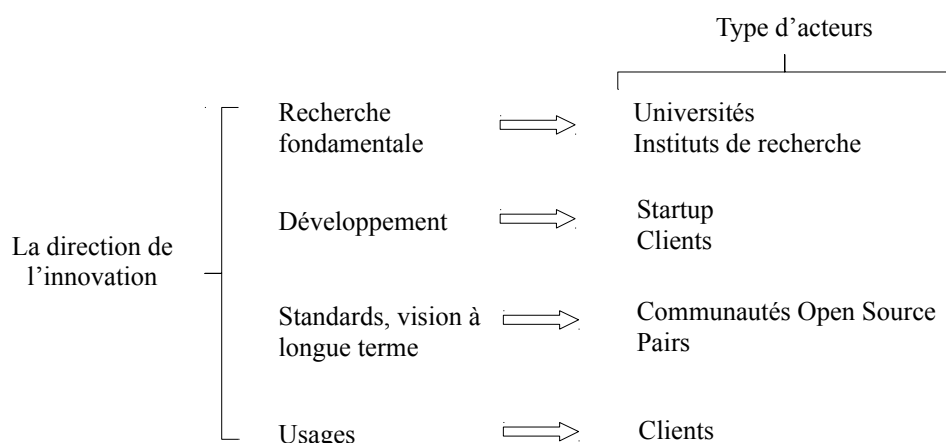 Type d’acteurs
Recherche
fondamentale
Universités
Instituts de recherche
Développement
Startup
Clients
La direction de
l’innovation
Standards, vision à
longue terme
Communautés Open Source
Pairs
Usages
Clients